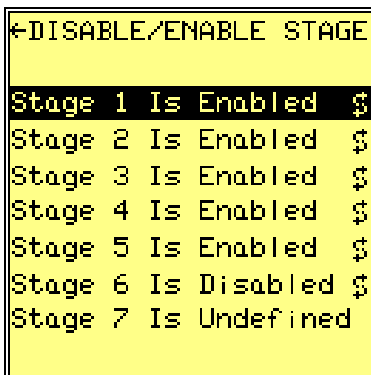 ←DISABLE/ENABLE STAGE
Stage 1 Is Enabled $
Stage 2 Is Enabled $
Stage 3 Is Enabled $
Stage 4 Is Enabled $
Stage 5 Is Enabled $
Stage 6 Is Disabled $
Stage 7 Is Undefined